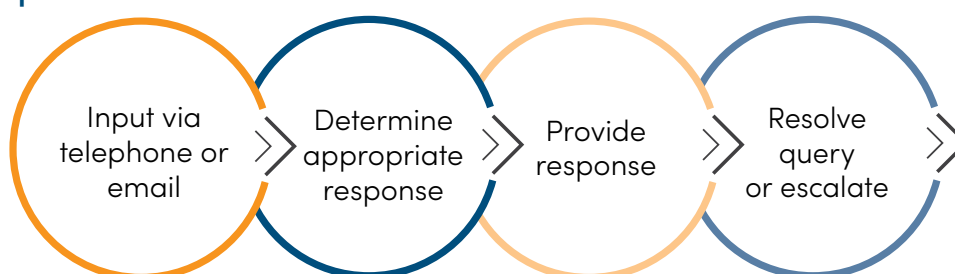 Input via
telephone or
email
Determine
appropriate
response
Provide
response
Resolve
query
or escalate